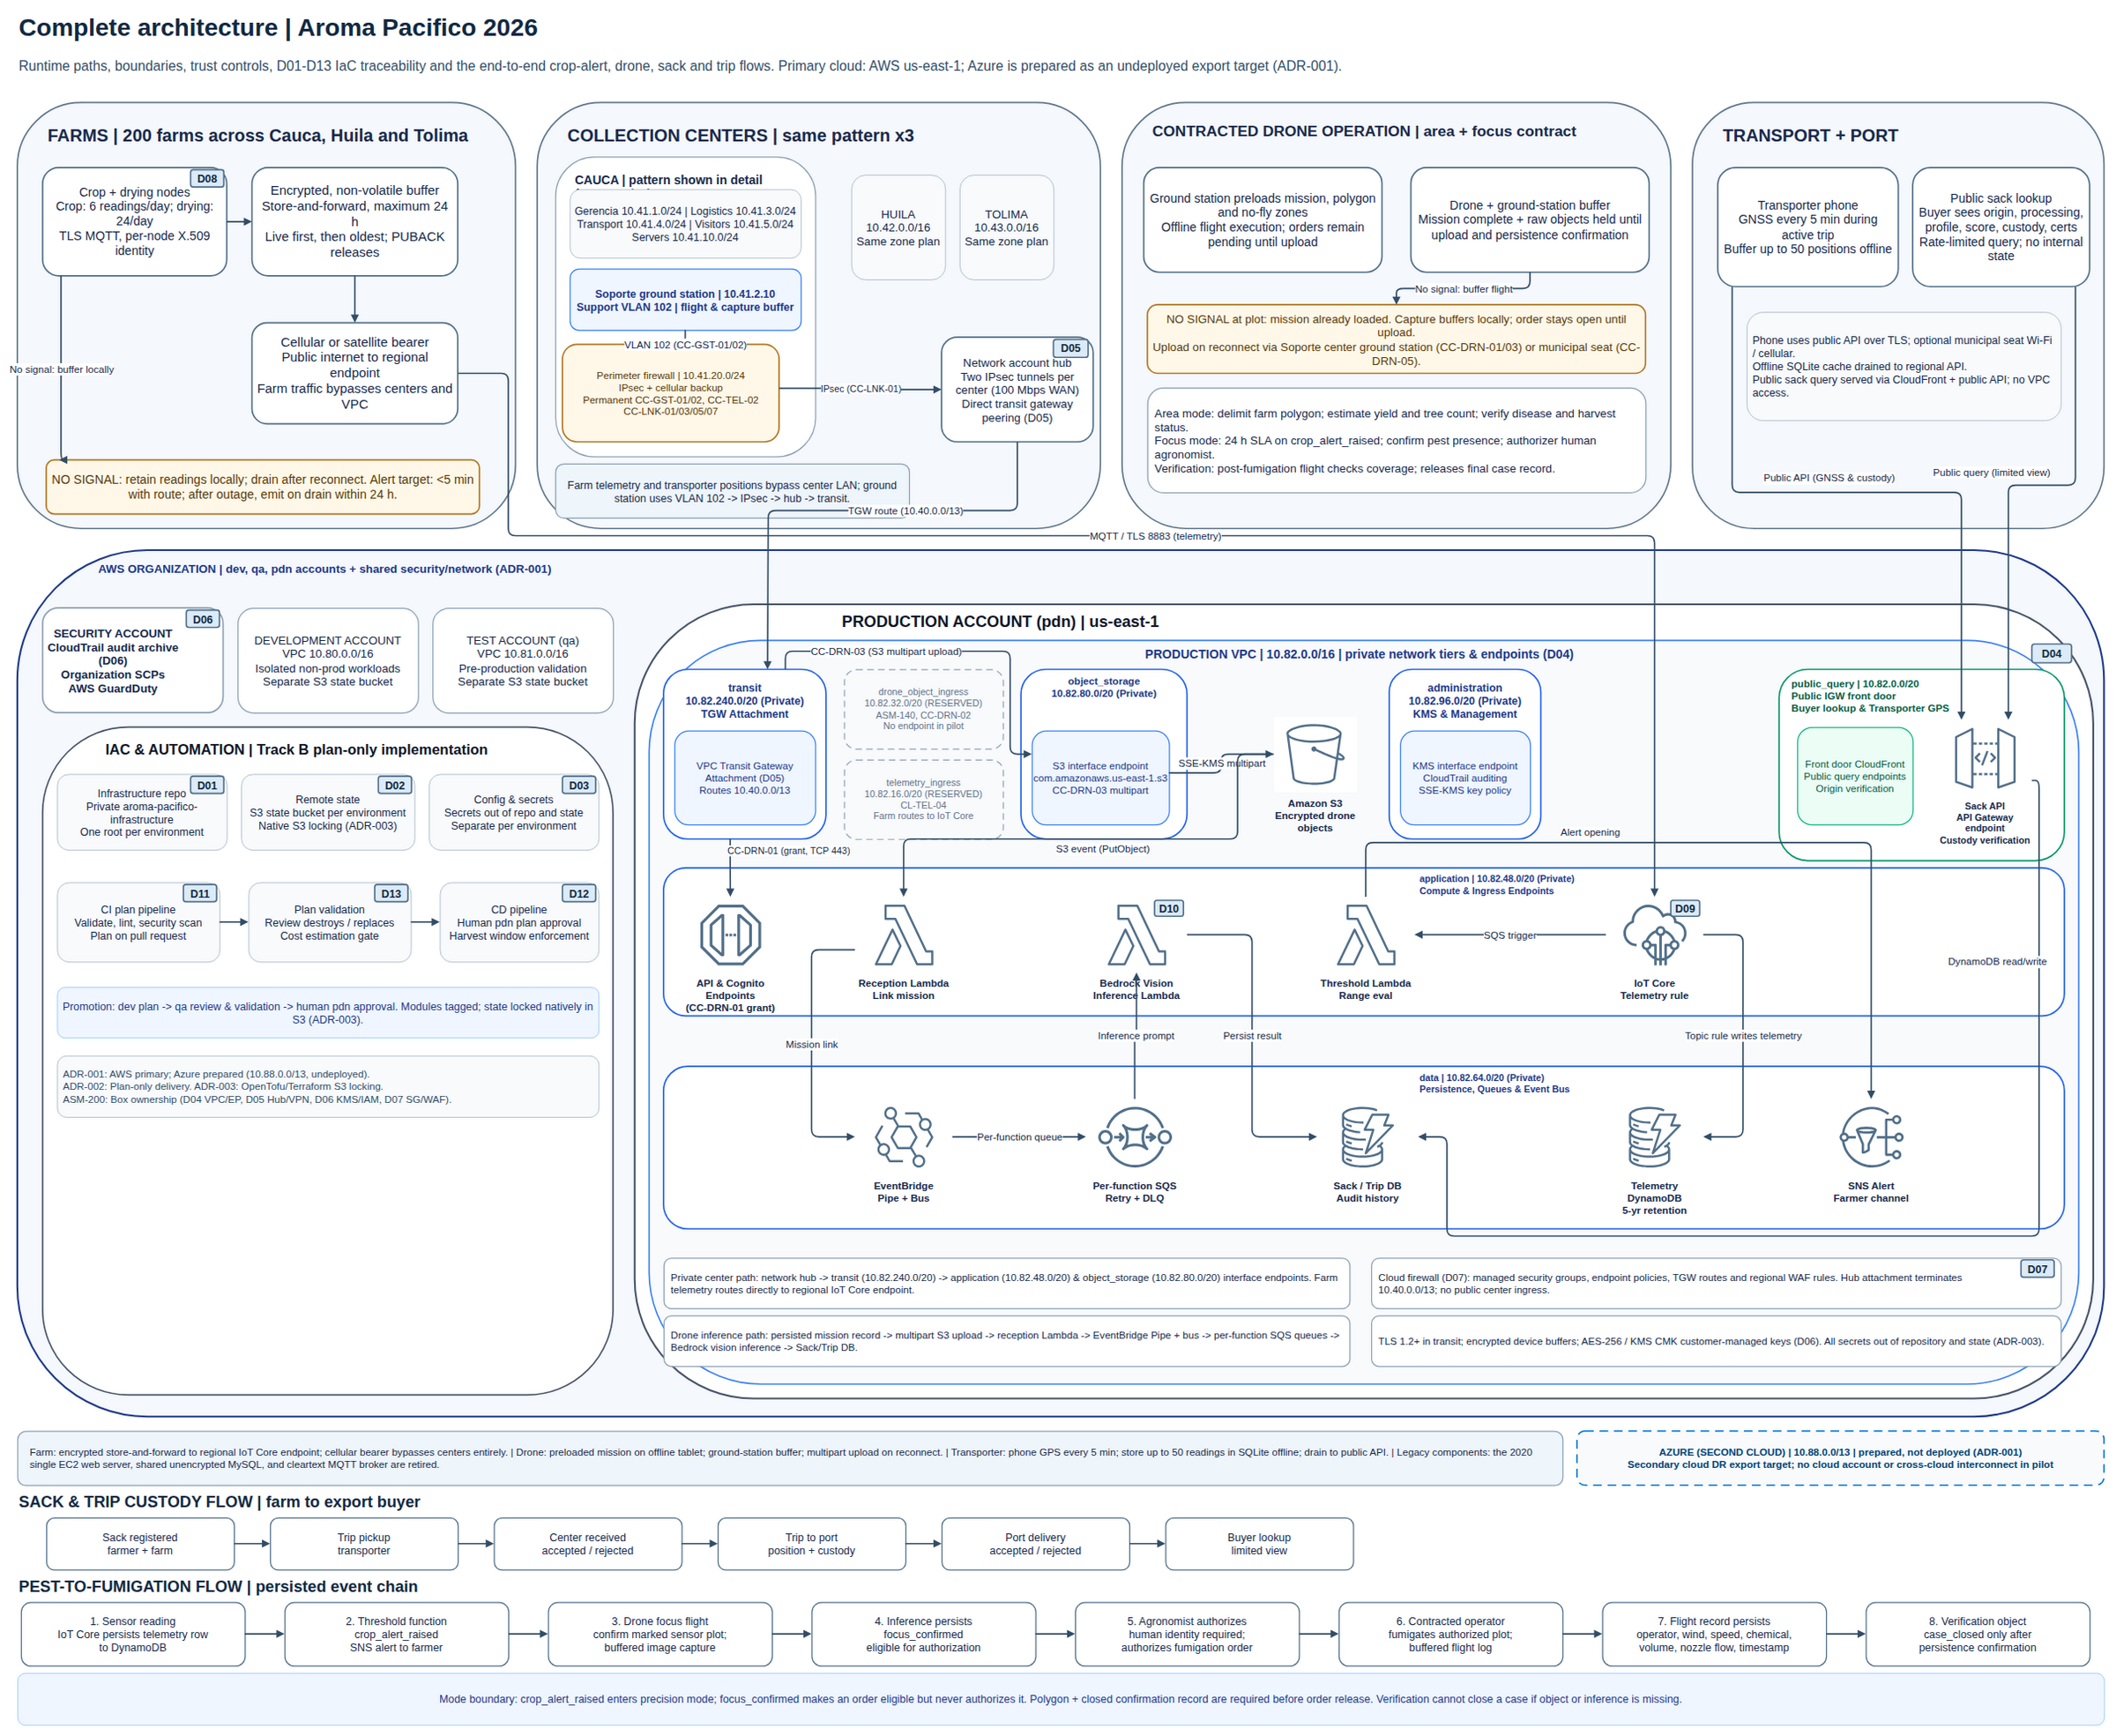 Complete architecture | Aroma Pacifico 2026
Runtime paths, boundaries, trust controls, D01-D13 IaC traceability and the end-to-end crop-alert, drone, sack and trip flows. Primary cloud: AWS us-east-1; Azure is prepared as an undeployed export target (ADR-001).
FARMS | 200 farms across Cauca, Huila and Tolima
D08
Crop + drying nodes
Crop: 6 readings/day; drying:
24/day
TLS MQTT, per-node X.509
identity
Encrypted, non-volatile buffer
Store-and-forward, maximum 24
h
Live first, then oldest; PUBACK
releases
Cellular or satellite bearer
Public internet to regional
endpoint
Farm traffic bypasses centers and
VPC
No signal: buffer locally
NO SIGNAL: retain readings locally; drain after reconnect. Alert target: <5 min
with route; after outage, emit on drain within 24 h.
COLLECTION CENTERS | same pattern x3
CAUCA | pattern shown in detail
Gerencia 10.41.1.0/24 | Logistics 10.41.3.0/24
Transport 10.41.4.0/24 | Visitors 10.41.5.0/24
Servers 10.41.10.0/24
Soporte ground station | 10.41.2.10
Support VLAN 102 | flight & capture buffer
VLAN 102 (CC-GST-01/02)
Perimeter firewall | 10.41.20.0/24
IPsec + cellular backup
Permanent CC-GST-01/02, CC-TEL-02
CC-LNK-01/03/05/07
HUILA
10.42.0.0/16
Same zone plan
TOLIMA
10.43.0.0/16
Same zone plan
IPsec (CC-LNK-01)
D05
Network account hub
Two IPsec tunnels per
center (100 Mbps WAN)
Direct transit gateway
peering (D05)
Farm telemetry and transporter positions bypass center LAN; ground
station uses VLAN 102 -> IPsec -> hub -> transit.
TGW route (10.40.0.0/13)
CONTRACTED DRONE OPERATION | area + focus contract
Ground station preloads mission, polygon
and no-fly zones
Offline flight execution; orders remain
pending until upload
Drone + ground-station buffer
Mission complete + raw objects held until
upload and persistence confirmation
No signal: buffer flight
NO SIGNAL at plot: mission already loaded. Capture buffers locally; order stays open until
upload.
Upload on reconnect via Soporte center ground station (CC-DRN-01/03) or municipal seat (CC-
DRN-05).
Area mode: delimit farm polygon; estimate yield and tree count; verify disease and harvest
status.
Focus mode: 24 h SLA on crop_alert_raised; confirm pest presence; authorizer human
agronomist.
Verification: post-fumigation flight checks coverage; releases final case record.
TRANSPORT + PORT
Transporter phone
GNSS every 5 min during
active trip
Buffer up to 50 positions offline
Public sack lookup
Buyer sees origin, processing,
profile, score, custody, certs
Rate-limited query; no internal
state
Phone uses public API over TLS; optional municipal seat Wi-Fi
/ cellular.
Offline SQLite cache drained to regional API.
Public sack query served via CloudFront + public API; no VPC
access.
Public API (GNSS & custody)
Public query (limited view)
MQTT / TLS 8883 (telemetry)
AWS ORGANIZATION | dev, qa, pdn accounts + shared security/network (ADR-001)
D06
SECURITY ACCOUNT
CloudTrail audit archive
(D06)
Organization SCPs
AWS GuardDuty
DEVELOPMENT ACCOUNT
VPC 10.80.0.0/16
Isolated non-prod workloads
Separate S3 state bucket
TEST ACCOUNT (qa)
VPC 10.81.0.0/16
Pre-production validation
Separate S3 state bucket
IAC & AUTOMATION | Track B plan-only implementation
D01
Infrastructure repo
Private aroma-pacifico-
infrastructure
One root per environment
D02
Remote state
S3 state bucket per environment
Native S3 locking (ADR-003)
D03
Config & secrets
Secrets out of repo and state
Separate per environment
D11
CI plan pipeline
Validate, lint, security scan
Plan on pull request
D13
Plan validation
Review destroys / replaces
Cost estimation gate
D12
CD pipeline
Human pdn plan approval
Harvest window enforcement
Promotion: dev plan -> qa review & validation -> human pdn approval. Modules tagged; state locked natively in
S3 (ADR-003).
ADR-001: AWS primary; Azure prepared (10.88.0.0/13, undeployed).
ADR-002: Plan-only delivery. ADR-003: OpenTofu/Terraform S3 locking.
ASM-200: Box ownership (D04 VPC/EP, D05 Hub/VPN, D06 KMS/IAM, D07 SG/WAF).
PRODUCTION ACCOUNT (pdn) | us-east-1
D04
PRODUCTION VPC | 10.82.0.0/16 | private network tiers & endpoints (D04)
CC-DRN-03 (S3 multipart upload)
transit
10.82.240.0/20 (Private)
TGW Attachment
VPC Transit Gateway
Attachment (D05)
Routes 10.40.0.0/13
drone_object_ingress
10.82.32.0/20 (RESERVED)
ASM-140, CC-DRN-02
No endpoint in pilot
telemetry_ingress
10.82.16.0/20 (RESERVED)
CL-TEL-04
Farm routes to IoT Core
object_storage
10.82.80.0/20 (Private)
S3 interface endpoint
com.amazonaws.us-east-1.s3
CC-DRN-03 multipart
SSE-KMS multipart
Amazon S3
Encrypted drone
objects
administration
10.82.96.0/20 (Private)
KMS & Management
KMS interface endpoint
CloudTrail auditing
SSE-KMS key policy
public_query | 10.82.0.0/20
Public IGW front door
Buyer lookup & Transporter GPS
Front door CloudFront
Public query endpoints
Origin verification
Sack API
API Gateway
endpoint
Custody verification
CC-DRN-01 (grant, TCP 443)
S3 event (PutObject)
Alert opening
application | 10.82.48.0/20 (Private)
Compute & Ingress Endpoints
API & Cognito
Endpoints
(CC-DRN-01 grant)
Reception Lambda
Link mission
D10
Bedrock Vision
Inference Lambda
Threshold Lambda
Range eval
SQS trigger
D09
IoT Core
Telemetry rule
DynamoDB read/write
Mission link
Inference prompt
Persist result
Topic rule writes telemetry
data | 10.82.64.0/20 (Private)
Persistence, Queues & Event Bus
EventBridge
Pipe + Bus
Per-function queue
Per-function SQS
Retry + DLQ
Sack / Trip DB
Audit history
Telemetry
DynamoDB
5-yr retention
SNS Alert
Farmer channel
Private center path: network hub -> transit (10.82.240.0/20) -> application (10.82.48.0/20) & object_storage (10.82.80.0/20) interface endpoints. Farm
telemetry routes directly to regional IoT Core endpoint.
D07
Cloud firewall (D07): managed security groups, endpoint policies, TGW routes and regional WAF rules. Hub attachment terminates
10.40.0.0/13; no public center ingress.
Drone inference path: persisted mission record -> multipart S3 upload -> reception Lambda -> EventBridge Pipe + bus -> per-function SQS queues ->
Bedrock vision inference -> Sack/Trip DB.
TLS 1.2+ in transit; encrypted device buffers; AES-256 / KMS CMK customer-managed keys (D06). All secrets out of repository and state (ADR-003).
Farm: encrypted store-and-forward to regional IoT Core endpoint; cellular bearer bypasses centers entirely. | Drone: preloaded mission on offline tablet; ground-station buffer; multipart upload on reconnect. | Transporter: phone GPS every 5 min; store up to 50 readings in SQLite offline; drain to public API. | Legacy components: the 2020
single EC2 web server, shared unencrypted MySQL, and cleartext MQTT broker are retired.
AZURE (SECOND CLOUD) | 10.88.0.0/13 | prepared, not deployed (ADR-001)
Secondary cloud DR export target; no cloud account or cross-cloud interconnect in pilot
SACK & TRIP CUSTODY FLOW | farm to export buyer
Sack registered
farmer + farm
Trip pickup
transporter
Center received
accepted / rejected
Trip to port
position + custody
Port delivery
accepted / rejected
Buyer lookup
limited view
PEST-TO-FUMIGATION FLOW | persisted event chain
1. Sensor reading
IoT Core persists telemetry row
to DynamoDB
2. Threshold function
crop_alert_raised
SNS alert to farmer
3. Drone focus flight
confirm marked sensor plot;
buffered image capture
4. Inference persists
focus_confirmed
eligible for authorization
5. Agronomist authorizes
human identity required;
authorizes fumigation order
6. Contracted operator
fumigates authorized plot;
buffered flight log
7. Flight record persists
operator, wind, speed, chemical,
volume, nozzle flow, timestamp
8. Verification object
case_closed only after
persistence confirmation
Mode boundary: crop_alert_raised enters precision mode; focus_confirmed makes an order eligible but never authorizes it. Polygon + closed confirmation record are required before order release. Verification cannot close a case if object or inference is missing.